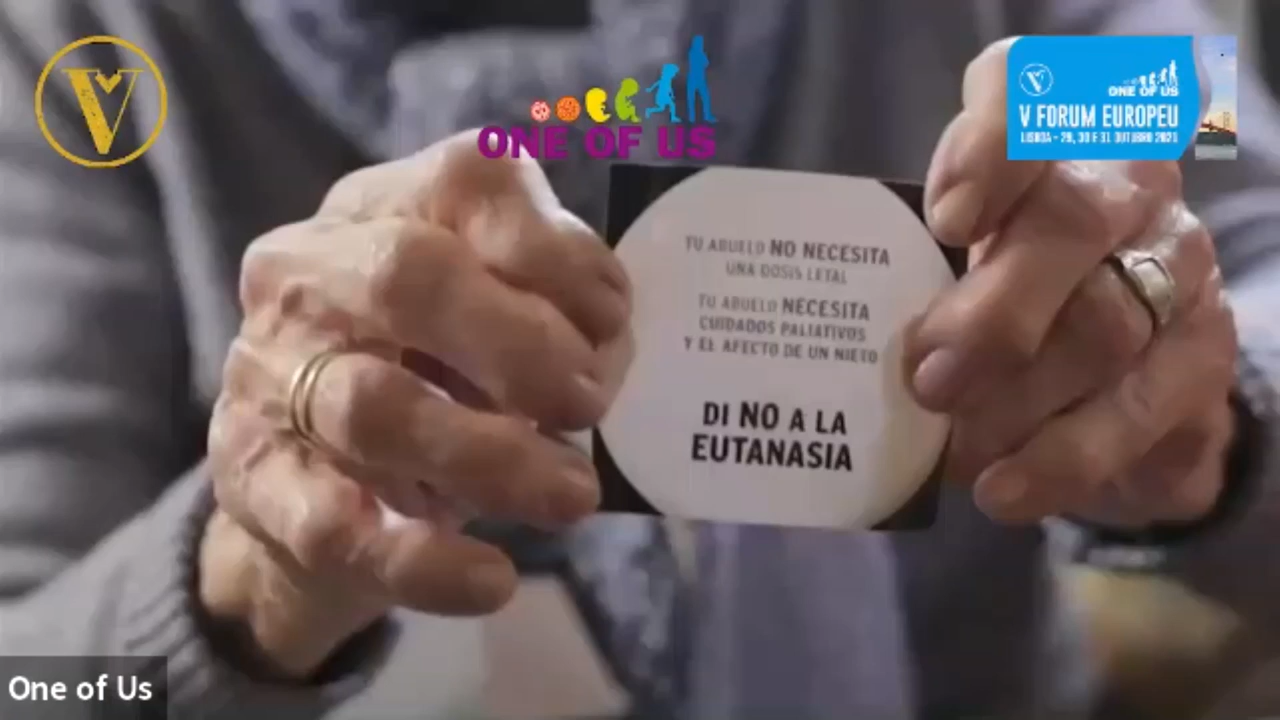 V
ONE OF US
ONE OF US
V FORUM EUROPEU
LISBOA - 29, 30 E 31 OUTUBRO 2021
TU ABUELO NO NECESITA
UNA DOSIS LETAL
TU ABUELO NECESITA
CUIDADOS PALIATIVOS
Y EL AFECTO DE UN NIETO
DI NO A LA
EUTANASIA
One of Us